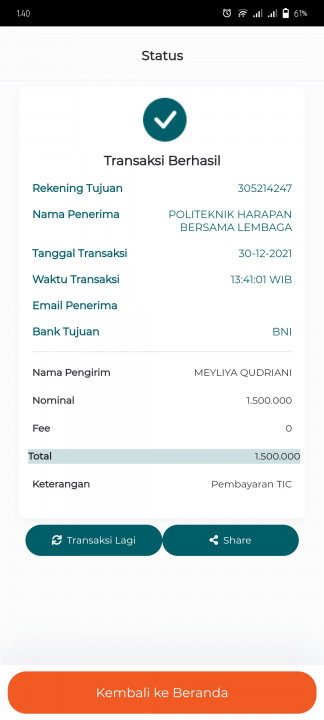 1.40
61%
Status
Transaksi Berhasil
Rekening Tujuan 305214247
Nama Penerima POLITEKNIK HARAPAN
BERSAMA LEMBAGA
Tanggal Transaksi 30-12-2021
Waktu Transaksi 13:41:01 WIB
Email Penerima
Bank Tujuan BNI
Nama Pengirim MEYLIYA QUDRIANI
Nominal 1.500.000
Fee 0
Total 1.500.000
Keterangan Pembayaran TIC
Transaksi Lagi Share
Kembali ke Beranda